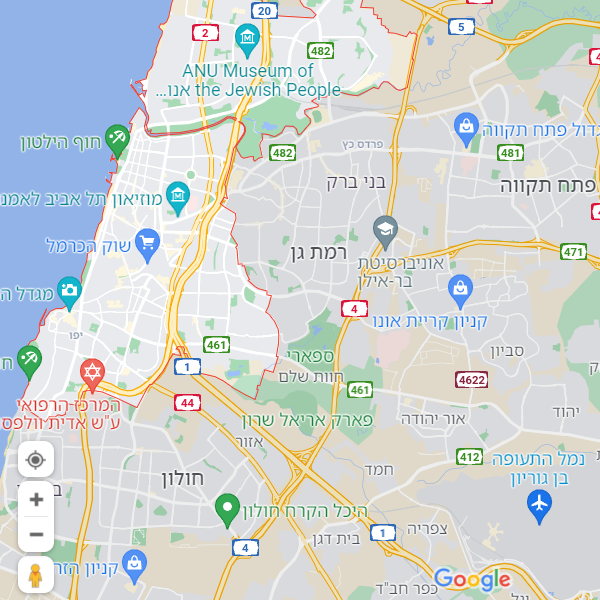 20
2
5
482
ANU Museum of
the Jewish People אנו...
4
חוף הילטון
גדול פתח תקווה
פרדס כץ
482
481
בני ברק
פתח תקווה
מוזיאון תל אביב לאמנ
שוק הכרמל
רמת גן
אוניברסיטת
בר-אילן
471
מגדל ה
קניון קריית אונו
4
יפו
461
ספארי
סביון
1
חוות שלם
4622
461
44
המרכז הרפואי
ע"ש אדית וולפס
פארק אריאל שרון
אור יהודה
יהוד
אזור
412
נמל התעופה
בן גוריון
חמד
חולון
היכל הקרח חולון
צפריה
1
בית דגן
4
קניון הזה
Google
כפר חב"ד